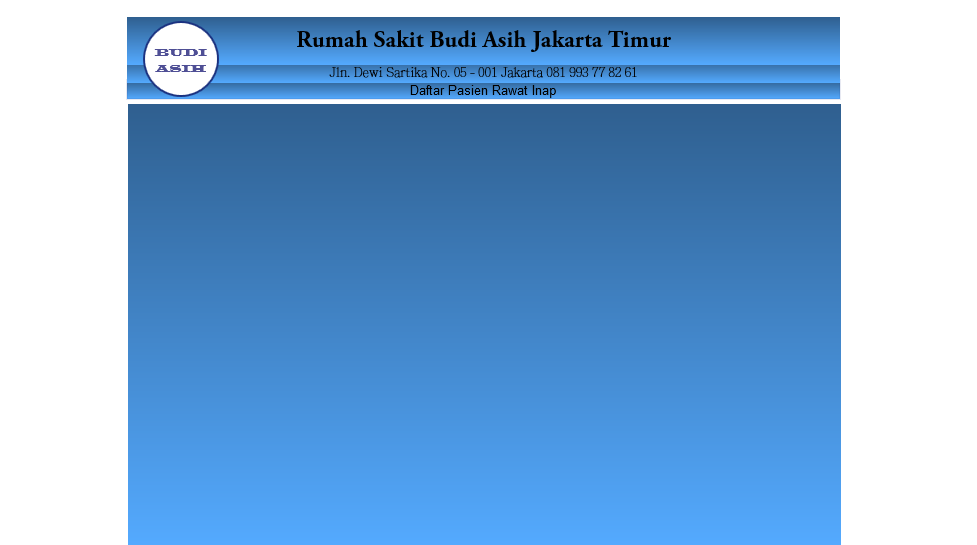 Rumah Sakit Budi Asih Jakarta Timur
BUDI
ASIH
Jln. Dewi Sartika No. 05 - 001 Jakarta 081 993 77 82 61
Daftar Pasien Rawat Inap